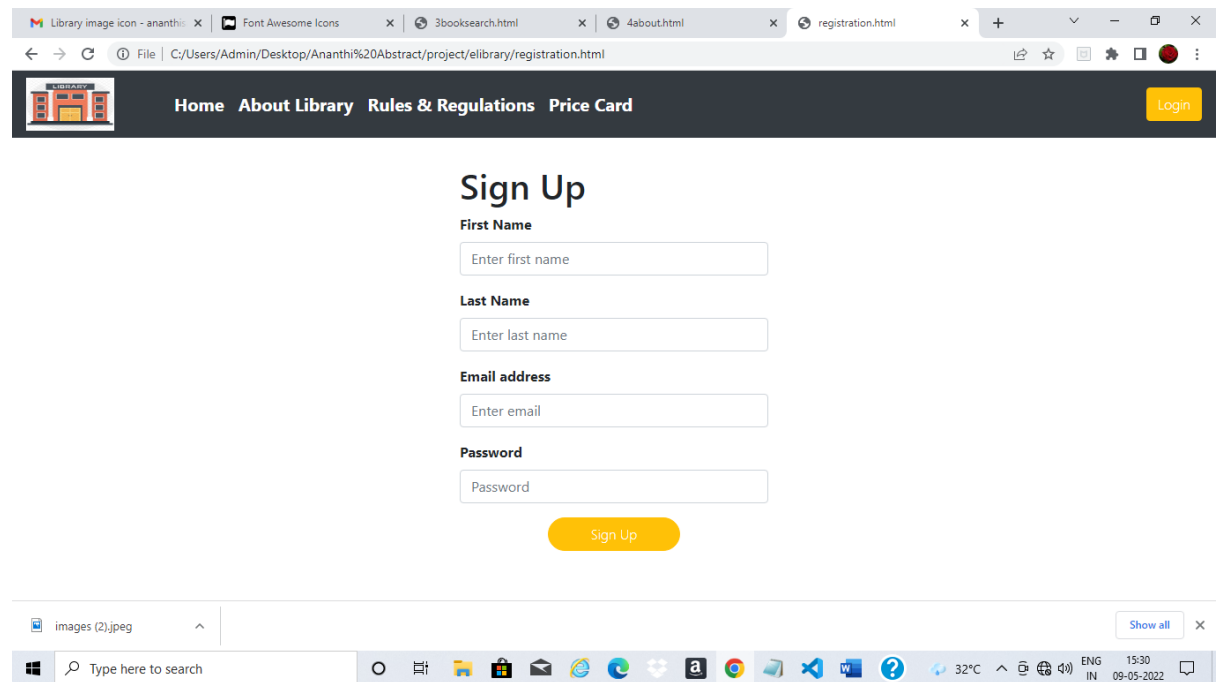 Library image icon - ananthis
Font Awesome Icons
3booksearch.html
4about.html
registration.html
File
C:/Users/Admin/Desktop/Ananthi%20Abstract/project/elibrary/registration.html
LIBRARY
Home About Library Rules & Regulations Price Card
Login
Sign Up
First Name
Enter first name
Last Name
Enter last name
Email address
Enter email
Password
Password
Sign Up
images (2).jpeg
Show all
Type here to search
32°C
ENG
IN
15:30
09-05-2022